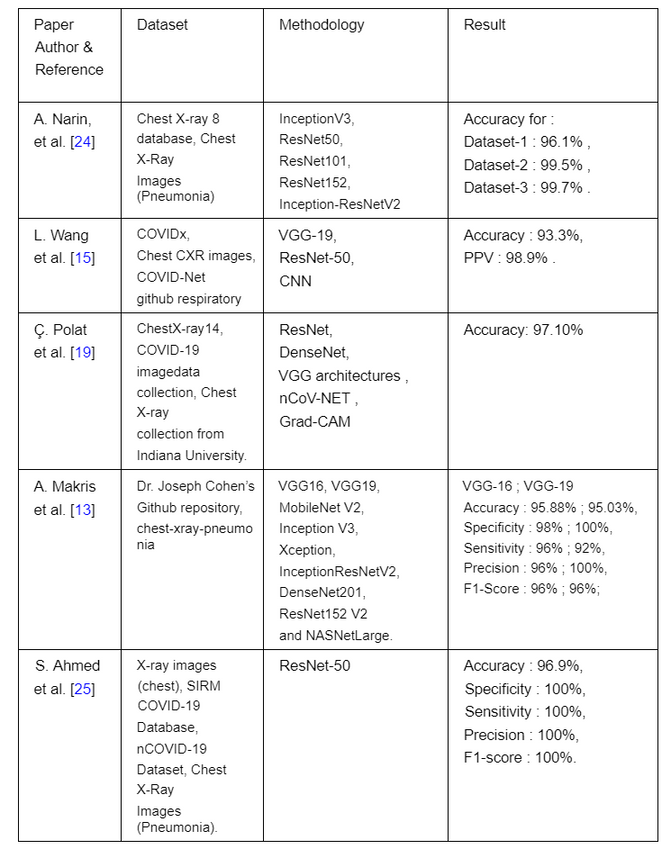 Paper
Author &
Reference
Dataset
Methodology
Result
A. Narin,
et al. [24]
Chest X-ray 8
database, Chest
X-Ray
Images
(Pneumonia)
InceptionV3,
ResNet50,
ResNet101,
ResNet152,
Inception-ResNetV2
Accuracy for :
Dataset-1 : 96.1% ,
Dataset-2 : 99.5% ,
Dataset-3 : 99.7% .
L. Wang
et al. [15]
COVIDx,
Chest CXR images,
COVID-Net
github respiratory
VGG-19,
ResNet-50,
CNN
Accuracy : 93.3%,
PPV : 98.9% .
Ç. Polat
et al. [19]
ChestX-ray14,
COVID-19
imagedata
collection, Chest
X-ray
collection from
Indiana University.
ResNet,
DenseNet,
VGG architectures ,
nCoV-NET ,
Grad-CAM
Accuracy: 97.10%
A. Makris
et al. [13]
Dr. Joseph Cohen's
Github repository,
chest-xray-pneumo
nia
VGG16, VGG19,
MobileNet V2,
Inception V3,
Xception,
InceptionResNetV2,
DenseNet201,
ResNet152 V2
and NASNetLarge.
VGG-16 ; VGG-19
Accuracy : 95.88% ; 95.03%,
Specificity : 98% ; 100%,
Sensitivity : 96% ; 92%,
Precision : 96% ; 100%,
F1-Score : 96% ; 96%;
S. Ahmed
et al. [25]
X-ray images
(chest), SIRM
COVID-19
Database,
nCOVID-19
Dataset, Chest
X-Ray
Images
(Pneumonia).
ResNet-50
Accuracy : 96.9%,
Specificity : 100%,
Sensitivity : 100%,
Precision : 100%,
F1-score : 100%.